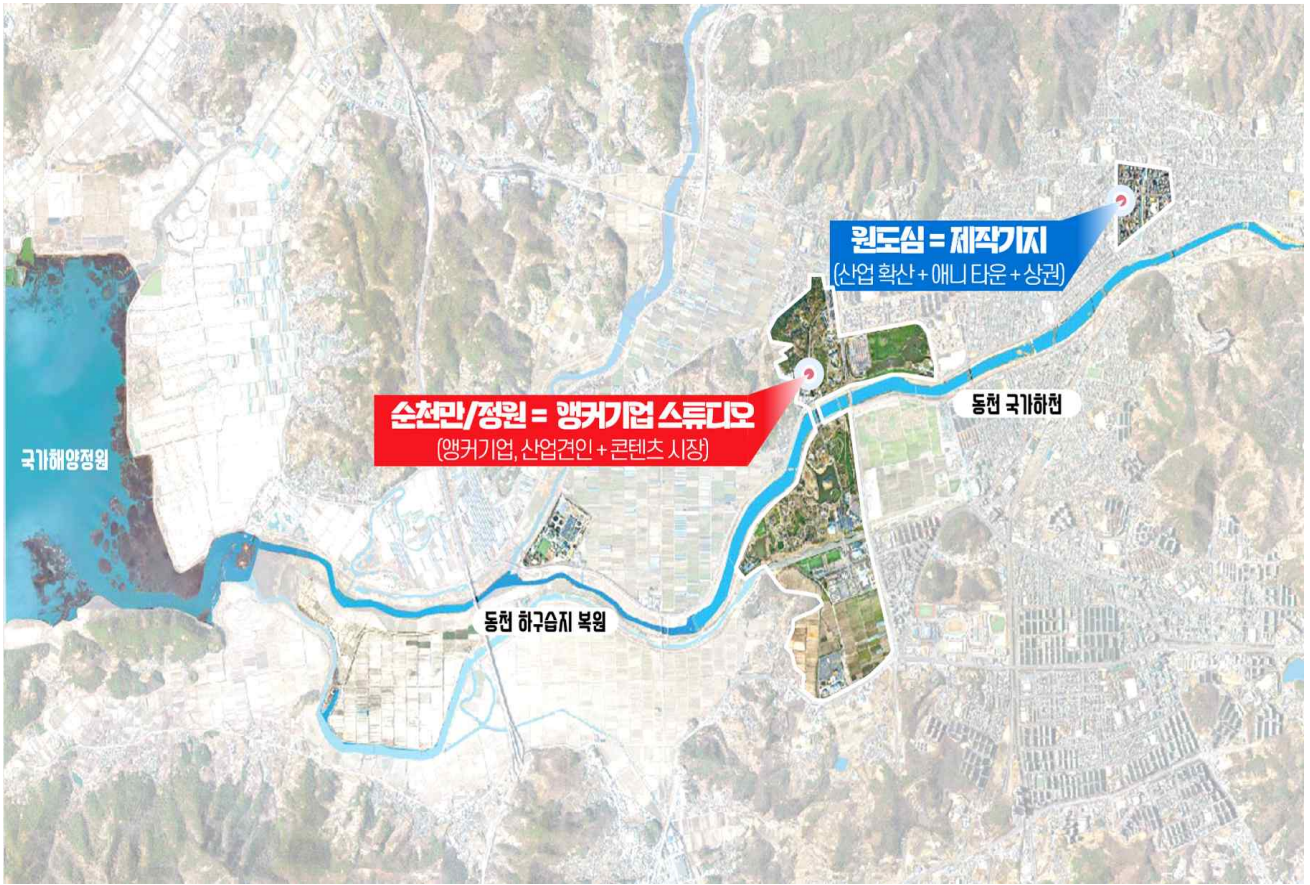 원도심 = 제작기지
(산업 확산 + 애니 타운 + 상권)
순천만/정원 = 앵커기업 스튜디오
(앵커기업, 산업견인 + 콘텐츠 시장)
동천 국가하천
국가해양정원
동천 하구습지 복원